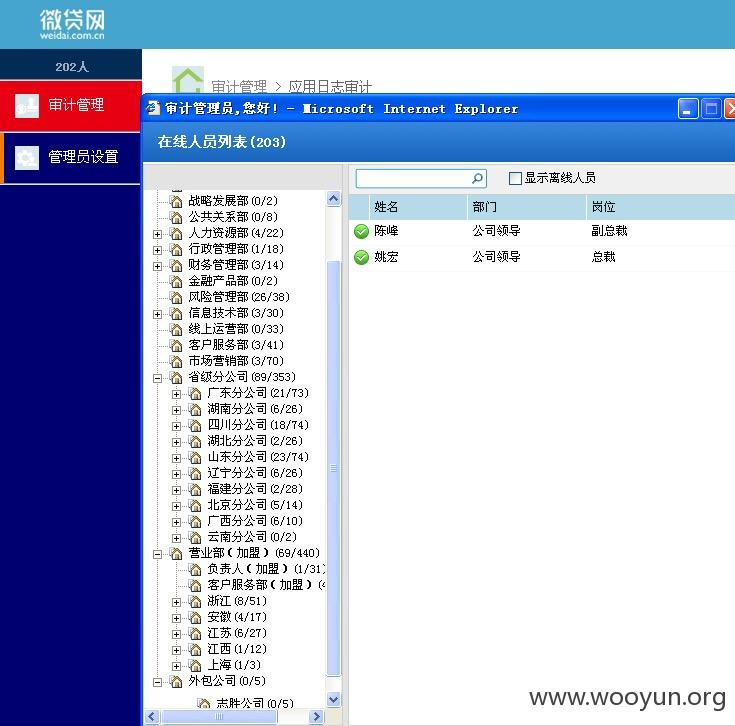 微贷网
weidai.com.cn
202人
审计管理
管理员设置
审计管理 > 应用日志审计
审计管理员,您好! - Microsoft Internet Explorer
在线人员列表(203)
显示离线人员
姓名 部门 岗位
陈峰 公司领导 副总裁
姚宏 公司领导 总裁
战略发展部(0/2)
公共关系部(0/8)
人力资源部(4/22)
行政管理部(1/18)
财务管理部(3/14)
金融产品部(0/2)
风险管理部(26/38)
信息技术部(3/30)
线上运营部(0/33)
客户服务部(3/41)
市场营销部(3/70)
省级分公司(89/353)
广东分公司(21/73)
湖南分公司(6/26)
四川分公司(18/74)
湖北分公司(2/26)
山东分公司(23/74)
辽宁分公司(6/26)
福建分公司(2/28)
北京分公司(5/14)
广西分公司(6/10)
云南分公司(0/2)
营业部(加盟)(69/440)
负责人(加盟)(1/31)
客户服务部(加盟)(4
浙江(8/51)
安徽(4/17)
江苏(6/27)
江西(1/12)
上海(1/3)
外包公司(0/5)
志胜公司(0/5)
www.wooyun.org